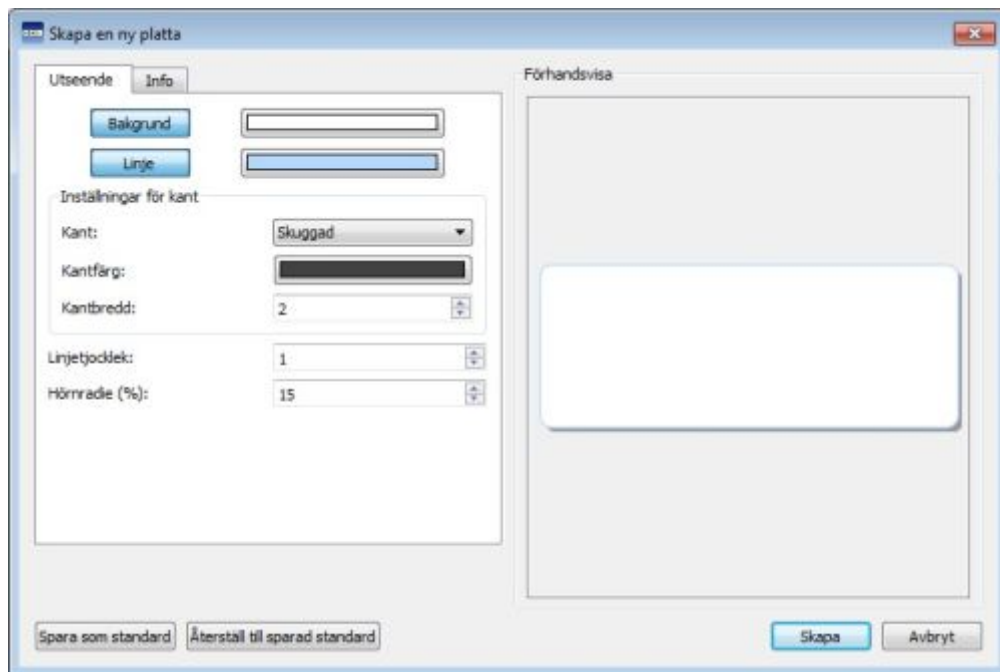 Skapa en ny platta
Utseende
Info
Bakgrund
Linje
Inställningar för kant
Kant:
Skuggad
Kantfärg:
Kantbredd:
2
Linjetjocklek:
1
Hörnradie (%):
15
Förhandsvisa
Spara som standard
Återställ till sparad standard
Skapa
Avbryt